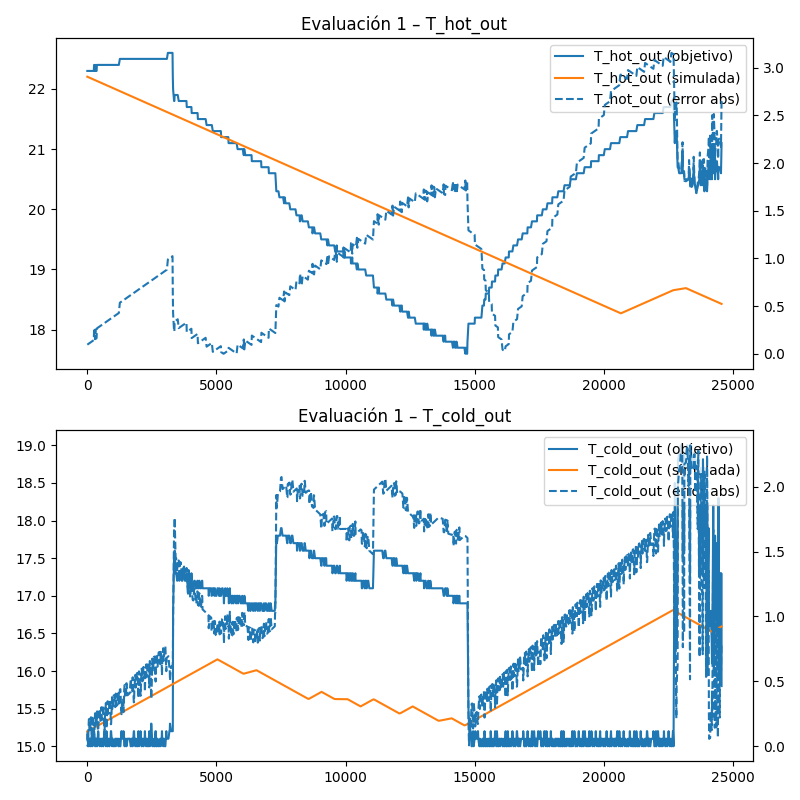 Evaluación 1 – T_hot_out
T_hot_out (objetivo)
T_hot_out (simulada)
T_hot_out (error abs)
22
21
20
19
18
3.0
2.5
2.0
1.5
1.0
0.5
0.0
0 5000 10000 15000 20000 25000
Evaluación 1 – T_cold_out
T_cold_out (objetivo)
T_cold_out (simulada)
T_cold_out (error abs)
19.0
18.5
18.0
17.5
17.0
16.5
16.0
15.5
15.0
2.0
1.5
1.0
0.5
0.0
0 5000 10000 15000 20000 25000